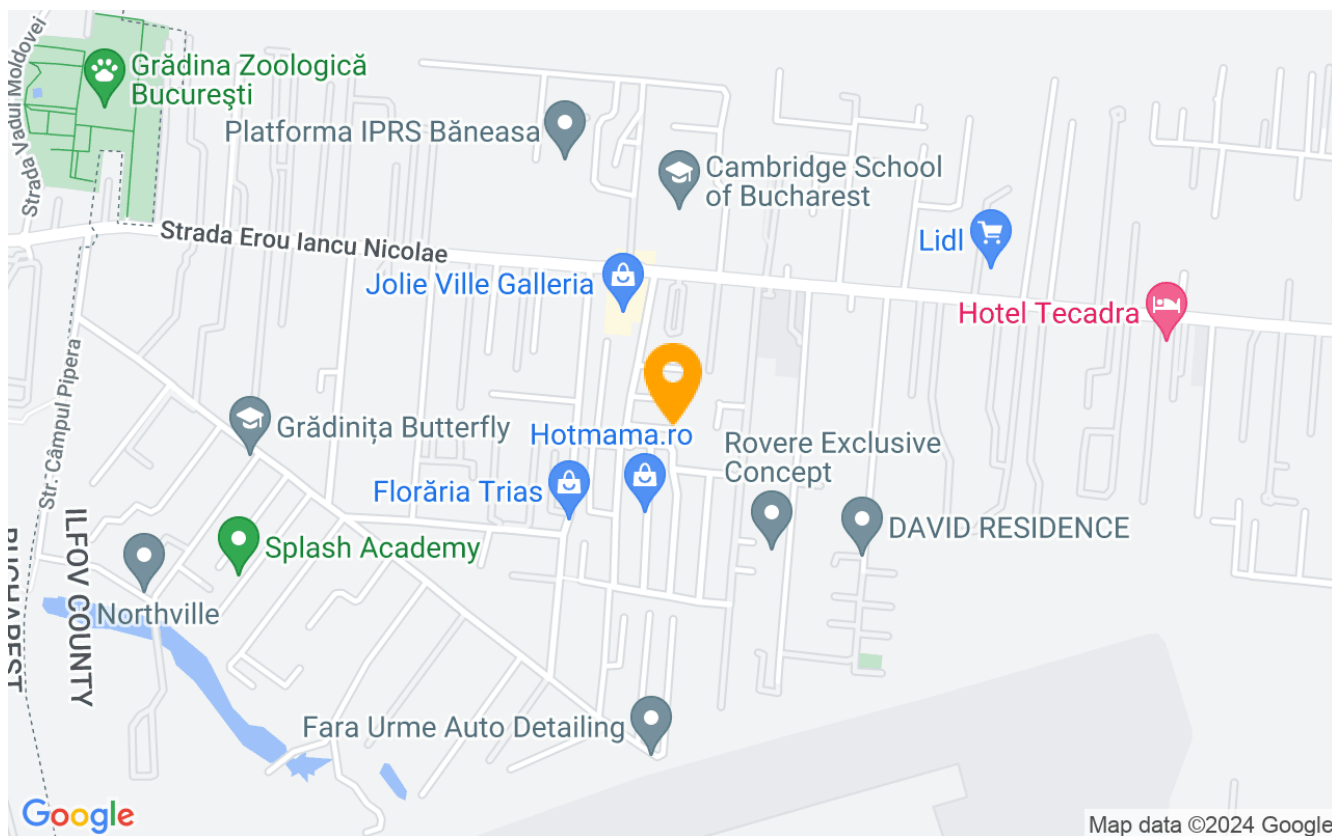 Strada Vadul Moldovei
Grădina Zoologică
Bucureşti
Platforma IPRS Băneasa
Cambridge School
of Bucharest
Strada Erou Iancu Nicolae
Lidl
Jolie Ville Galleria
Hotel Tecadra
Str. Câmpul Pipera
Grădinița Butterfly
Hotmama.ro
Rovere Exclusive
Concept
Florăria Trias
DAVID RESIDENCE
Splash Academy
ILFOV COUNTY
BUCHAREST
Northville
Fara Urme Auto Detailing
Google
Map data ©2024 Google